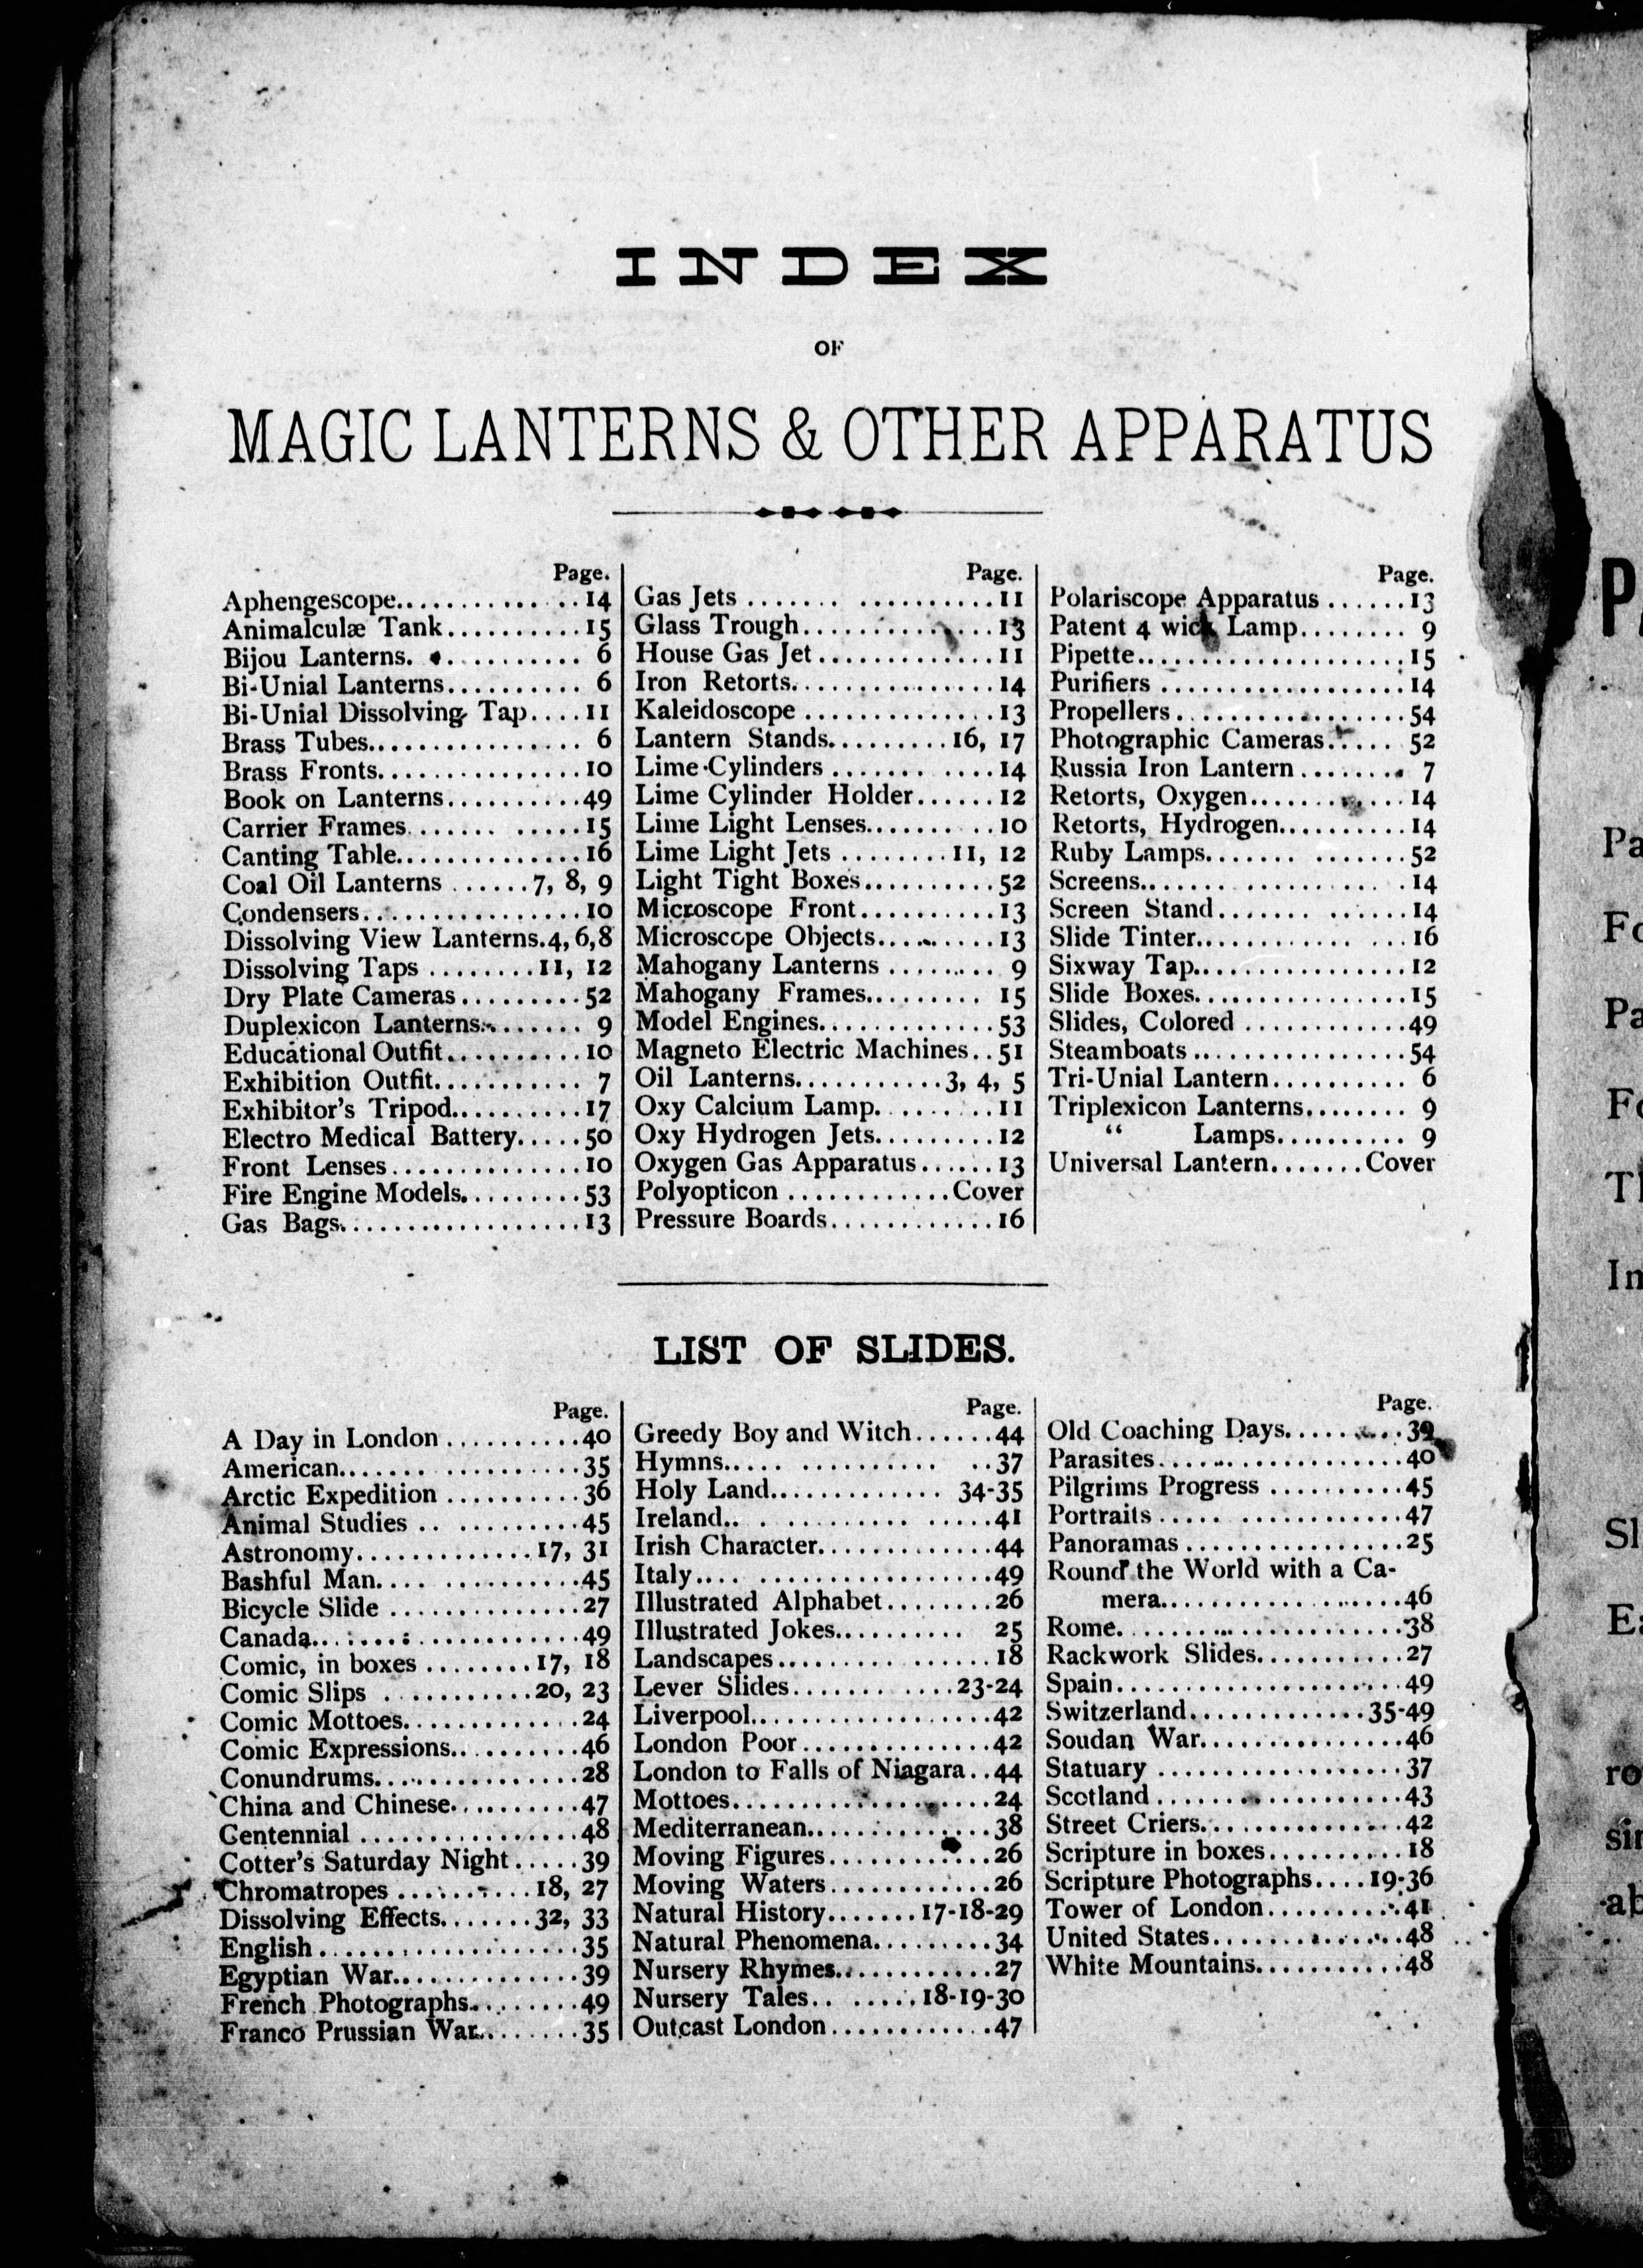 INDEX
OF
MAGIC LANTERNS & OTHER APPARATUS
Page.
Aphengescope............14
Animalculæ Tank..........15
Bijou Lanterns............ 6
Bi-Unial Lanterns.......... 6
Bi-Unial Dissolving Tap....11
Brass Tubes................ 6
Brass Fronts...............10
Book on Lanterns..........49
Carrier Frames............15
Canting Table..............16
Coal Oil Lanterns ......7, 8, 9
Condensers................10
Dissolving View Lanterns.4,6,8
Dissolving Taps ........11, 12
Dry Plate Cameras.........52
Duplexicon Lanterns........ 9
Educational Outfit..........10
Exhibition Outfit........... 7
Exhibitor's Tripod..........17
Electro Medical Battery.....50
Front Lenses..............10
Fire Engine Models.........53
Gas Bags..................13
Page.
Gas Jets ................11
Glass Trough.............13
House Gas Jet.............11
Iron Retorts...............14
Kaleidoscope ..............13
Lantern Stands.........16, 17
Lime Cylinders ...........14
Lime Cylinder Holder......12
Lime Light Lenses.........10
Lime Light Jets ........11, 12
Light Tight Boxes..........52
Microscope Front..........13
Microsccpe Objects.........13
Mahogany Lanterns ........ 9
Mahogany Frames......... 15
Model Engines.............53
Magneto Electric Machines..51
Oil Lanterns...........3, 4, 5
Oxy Calcium Lamp.........11
Oxy Hydrogen Jets.........12
Oxygen Gas Apparatus......13
Polyopticon ............Cover
Pressure Boards............16
Page.
Polariscope Apparatus ......13
Patent 4 wick Lamp........ 9
Pipette....................15
Purifiers ..................14
Propellers.................54
Photographic Cameras..... 52
Russia Iron Lantern........ 7
Retorts, Oxygen...........14
Retorts, Hydrogen..........14
Ruby Lamps..............52
Screens...................14
Screen Stand..............14
Slide Tinter...............16
Sixway Tap................12
Slide Boxes................15
Slides, Colored ............49
Steamboats................54
Tri-Unial Lantern.......... 6
Triplexicon Lanterns........ 9
“ Lamps.......... 9
Universal Lantern.......Cover
LIST OF SLIDES.
Page.
A Day in London ..........40
American.................35
Arctic Expedition ..........36
Animal Studies ............45
Astronomy.............17, 31
Bashful Man..............45
Bicycle Slide ..............27
Canada...................49
Comic, in boxes ........17, 18
Comic Slips ...........20, 23
Comic Mottoes.............24
Comic Expressions..........46
Conundrums...............28
China and Chinese..........47
Centennial ................48
Cotter's Saturday Night.....39
Chromatropes ..........18, 27
Dissolving Effects.......32, 33
English...................35
Egyptian War..............39
French Photographs.........49
Franco Prussian War........35
Page.
Greedy Boy and Witch......44
Hymns.................37
Holy Land............. 34-35
Ireland..................41
Irish Character.............44
Italy.....................49
Illustrated Alphabet........26
Illustrated Jokes.......... 25
Landscapes................18
Lever Slides............23-24
Liverpool..................42
London Poor..............42
London to Falls of Niagara..44
Mottoes..................24
Mediterranean.............38
Moving Figures............26
Moving Waters............26
Natural History.......17-18-29
Natural Phenomena.........34
Nursery Rhymes............27
Nursery Tales........18-19-30
Outcast London............47
Page.
Old Coaching Days.........39
Parasites..................40
Pilgrims Progress ..........45
Portraits .................47
Panoramas................25
Round the World with a Ca-
mera..................46
Rome....................38
Rackwork Slides...........27
Spain.....................49
Switzerland.............35-49
Soudan War...............46
Statuary ..................37
Sccotland..................43
Street Criers...............42
Scripture in boxes..........18
Scripture Photographs....19-36
Tower of London..........41
United States..............48
White Mountains...........48
Pa
Fo
Pa
In
Sl
ro
sin
ab